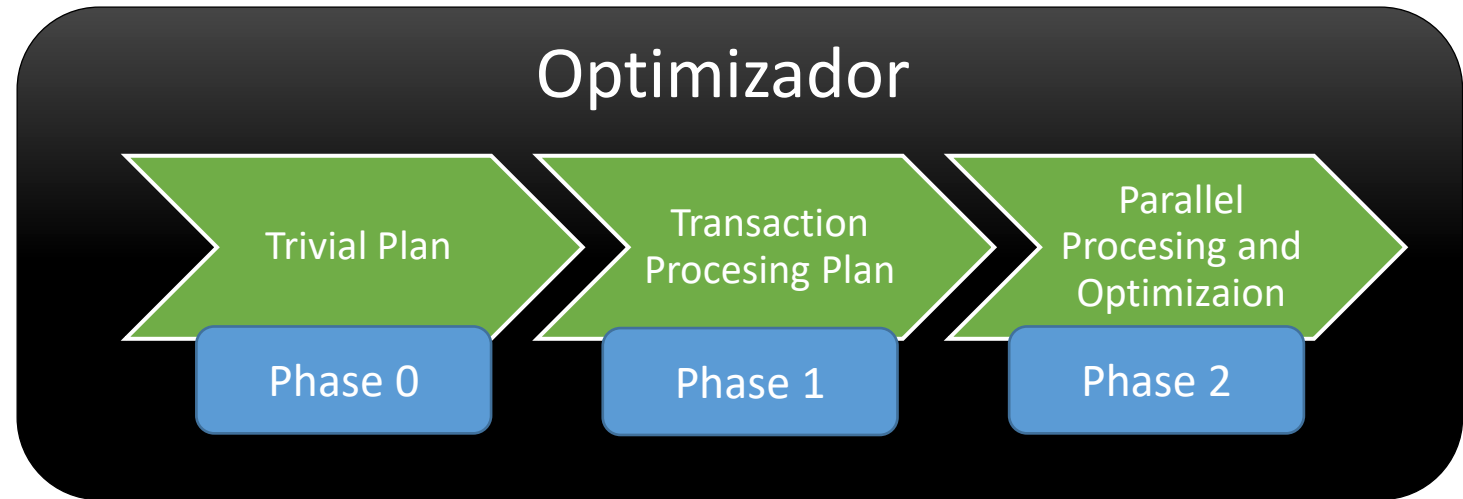 Optimizador
Trivial Plan
Transaction
Procesing Plan
Parallel
Procesing and
Optimizaion
Phase 0
Phase 1
Phase 2